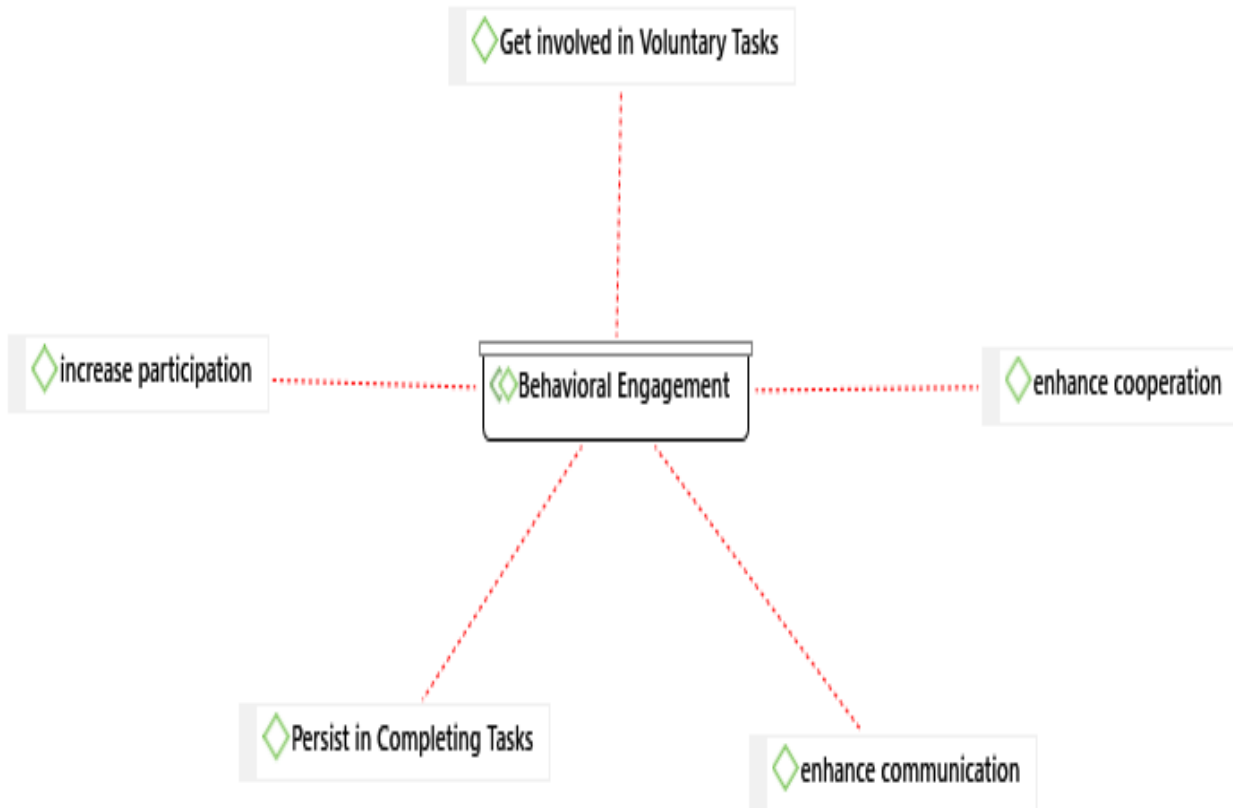 Get involved in Voluntary Tasks
increase participation
Behavioral Engagement
enhance cooperation
Persist in Completing Tasks
enhance communication